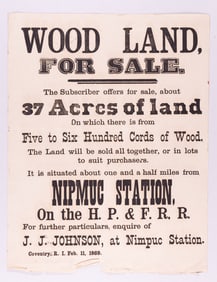 WOOD LAND,
FOR SALE.
The Subscriber offers for sale, about
37 Acres of land
On which there is from
Five to Six Hundred Cords of Wood.
The Land will be sold all together, or in lots
to suit purchasers.
It is situated about one and a half miles from
NIPMUC STATION,
On the H. P. & F. R. R.
For further particulars, enquire of
J. J. JOHNSON, at Nimpuc Station.
Coventry, R. I. Feb. 11, 1869.